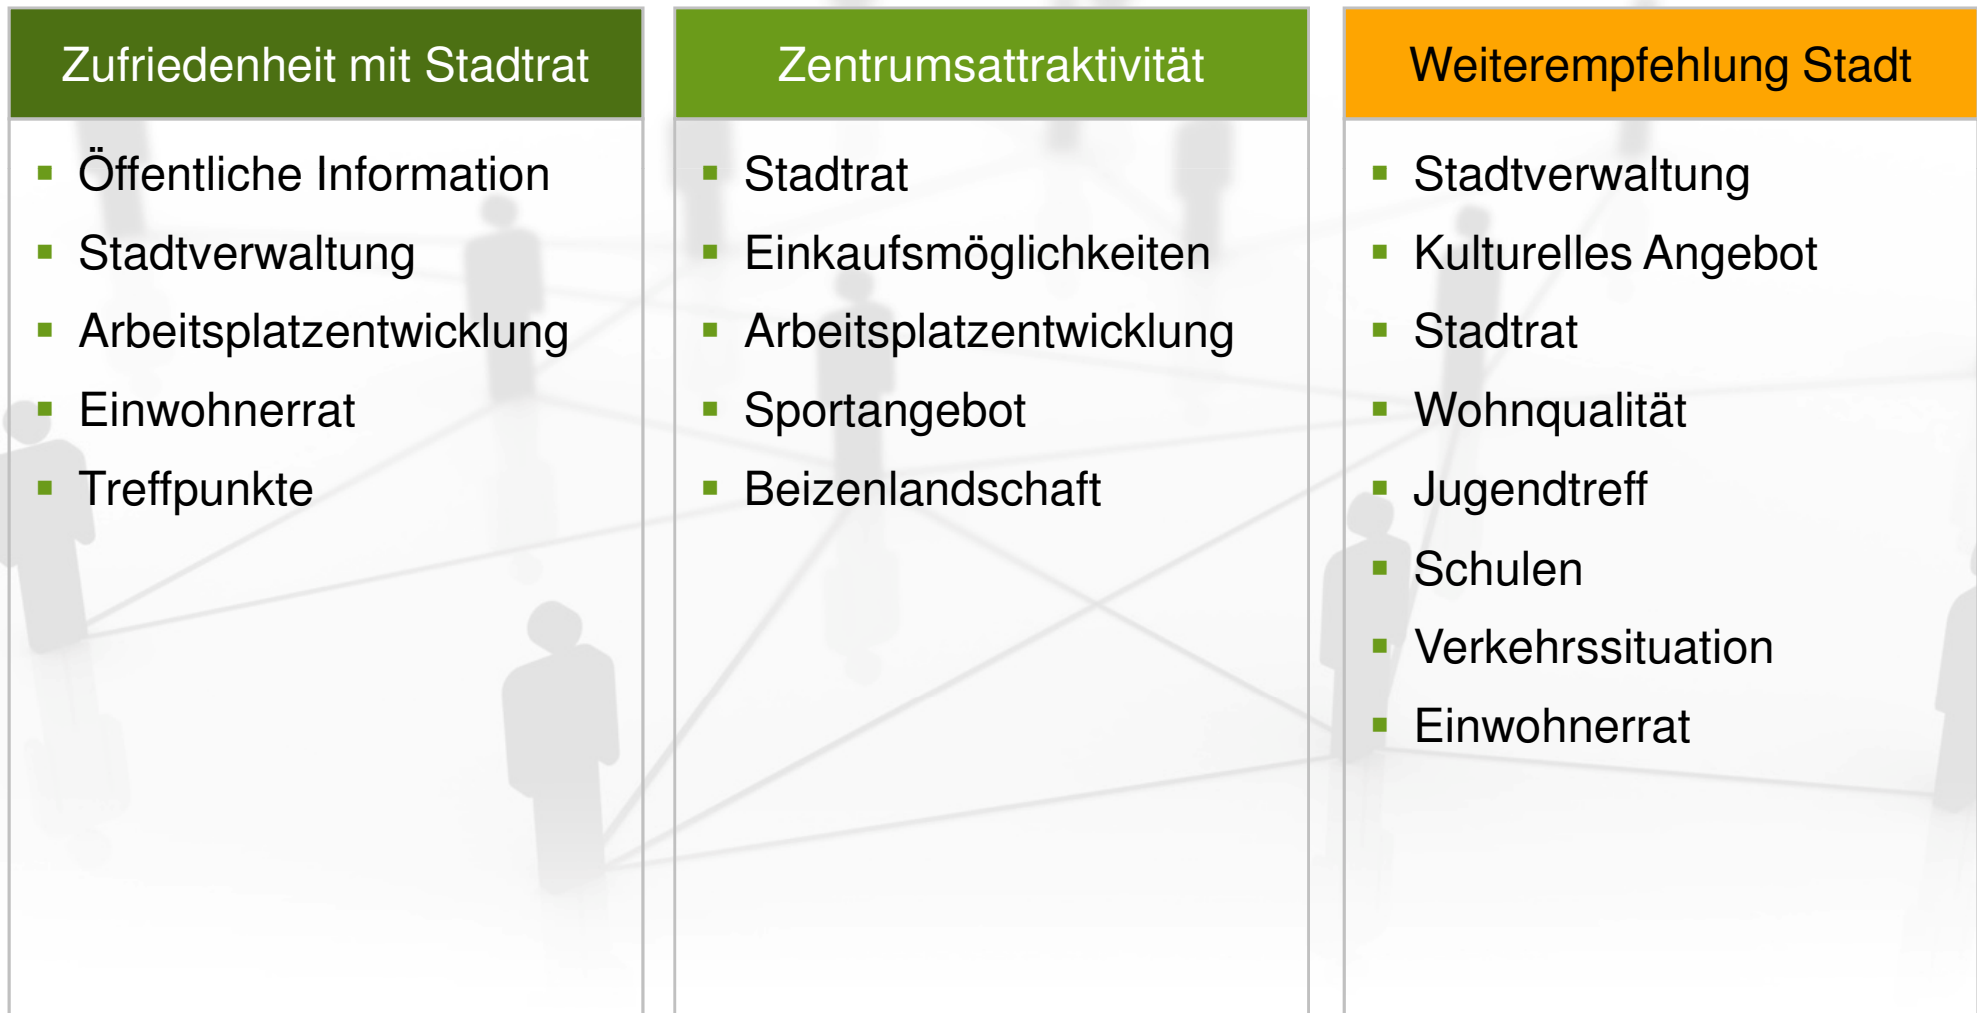 Zufriedenheit mit Stadtrat
▪ Öffentliche Information
▪ Stadtverwaltung
▪ Arbeitsplatzentwicklung
▪ Einwohnerrat
▪ Treffpunkte
Zentrumsattraktivität
▪ Stadtrat
▪ Einkaufsmöglichkeiten
▪ Arbeitsplatzentwicklung
▪ Sportangebot
▪ Beizenlandschaft
Weiterempfehlung Stadt
▪ Stadtverwaltung
▪ Kulturelles Angebot
▪ Stadtrat
▪ Wohnqualität
▪ Jugendtreff
▪ Schulen
▪ Verkehrssituation
▪ Einwohnerrat